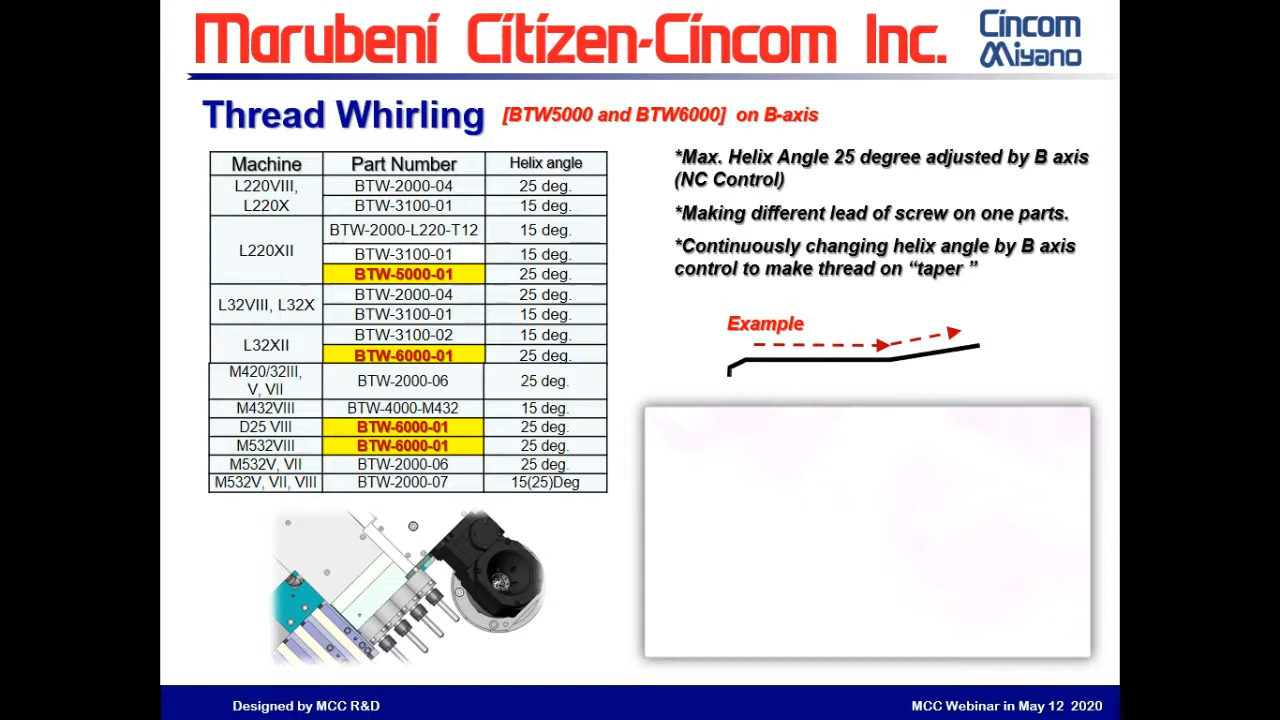 Marubeni Citizen-Cincom Inc.
Cincom
Miyano
Thread Whirling [BTW5000 and BTW6000] on B-axis
Machine Part Number Helix angle
L220VIII, L220X BTW-2000-04 25 deg.
BTW-3100-01 15 deg.
L220XII BTW-2000-L220-T12 15 deg.
BTW-3100-01 15 deg.
BTW-5000-01 25 deg.
L32VIII, L32X BTW-2000-04 25 deg.
BTW-3100-01 15 deg.
L32XII BTW-3100-02 15 deg.
BTW-6000-01 25 deg.
M420/32III, V, VII BTW-2000-06 25 deg.
M432VIII BTW-4000-M432 15 deg.
D25 VIII BTW-6000-01 25 deg.
M532VIII BTW-6000-01 25 deg.
M532V, VII BTW-2000-06 25 deg.
M532V, VII, VIII BTW-2000-07 15(25)Deg
*Max. Helix Angle 25 degree adjusted by B axis
(NC Control)
*Making different lead of screw on one parts.
*Continuously changing helix angle by B axis
control to make thread on “taper ”
Example
Designed by MCC R&D
MCC Webinar in May 12 2020